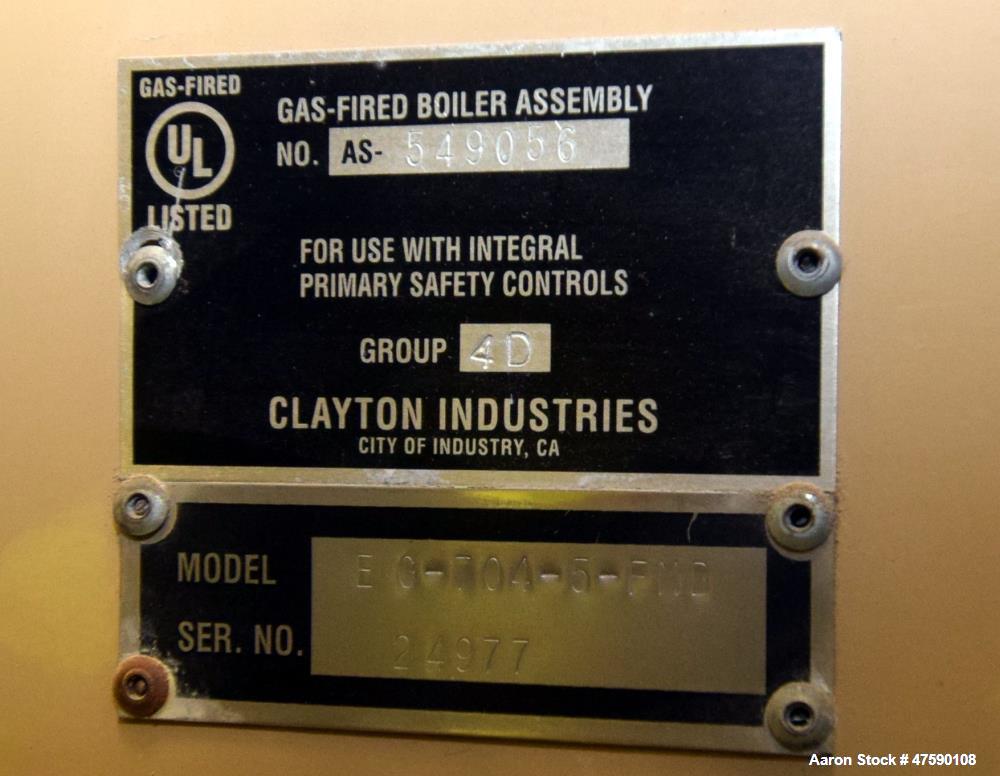 GAS-FIRED
UL
LISTED
GAS-FIRED BOILER ASSEMBLY
NO. AS- 549056
FOR USE WITH INTEGRAL
PRIMARY SAFETY CONTROLS
GROUP 4D
CLAYTON INDUSTRIES
CITY OF INDUSTRY, CA
MODEL
SER. NO. 24977
Aaron Stock # 47590108